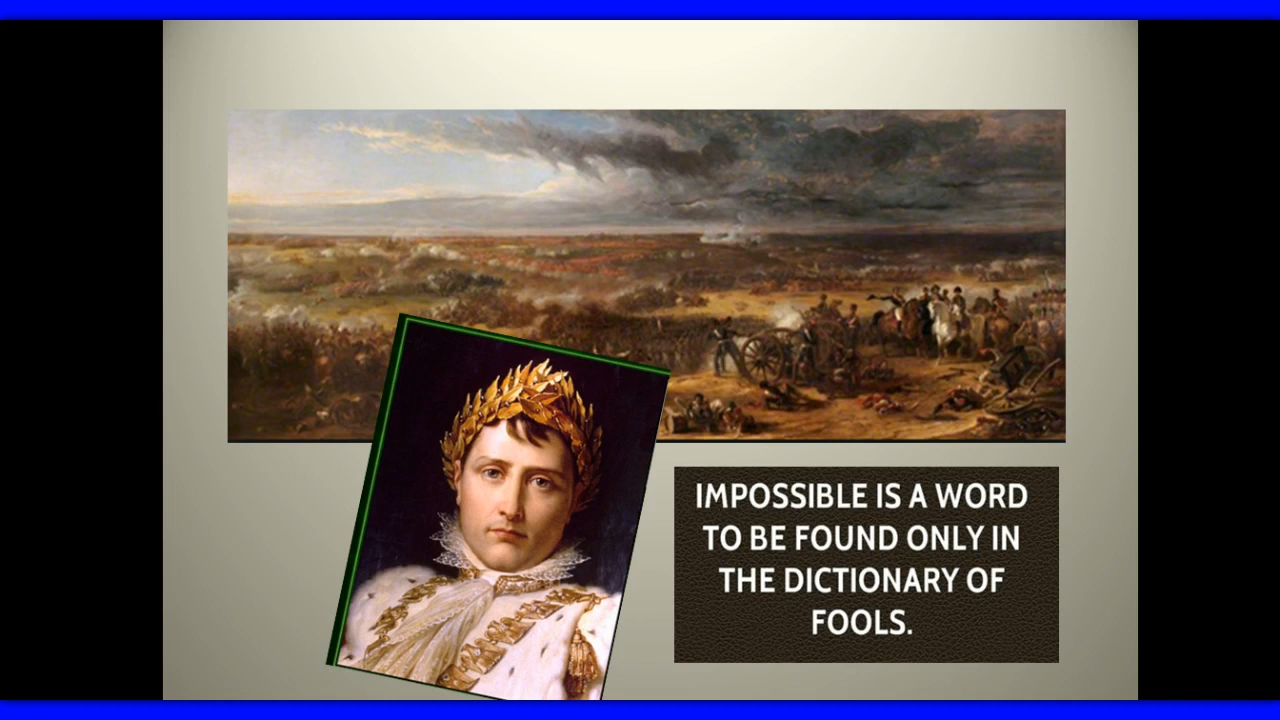 IMPOSSIBLE IS A WORD
TO BE FOUND ONLY IN
THE DICTIONARY OF
FOOLS.